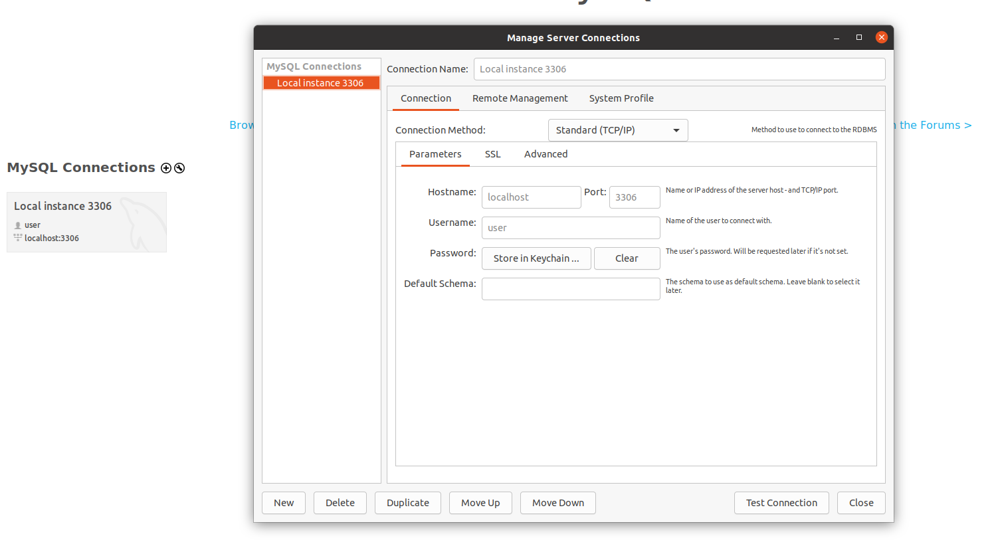 Manage Server Connections
MySQL Connections
Local instance 3306
Connection Name: Local instance 3306
Connection Remote Management System Profile
Connection Method: Standard (TCP/IP) Method to use to connect to the RDBMS
Parameters SSL Advanced
Hostname: localhost Port: 3306 Name or IP address of the server host - and TCP/IP port.
Username: user Name of the user to connect with.
Password: Store in Keychain ... Clear The user's password. Will be requested later if it's not set.
Default Schema: The schema to use as default schema. Leave blank to select it
later.
New Delete Duplicate Move Up Move Down Test Connection Close
the Forums >
MySQL Connections
Local instance 3306
user
localhost:3306